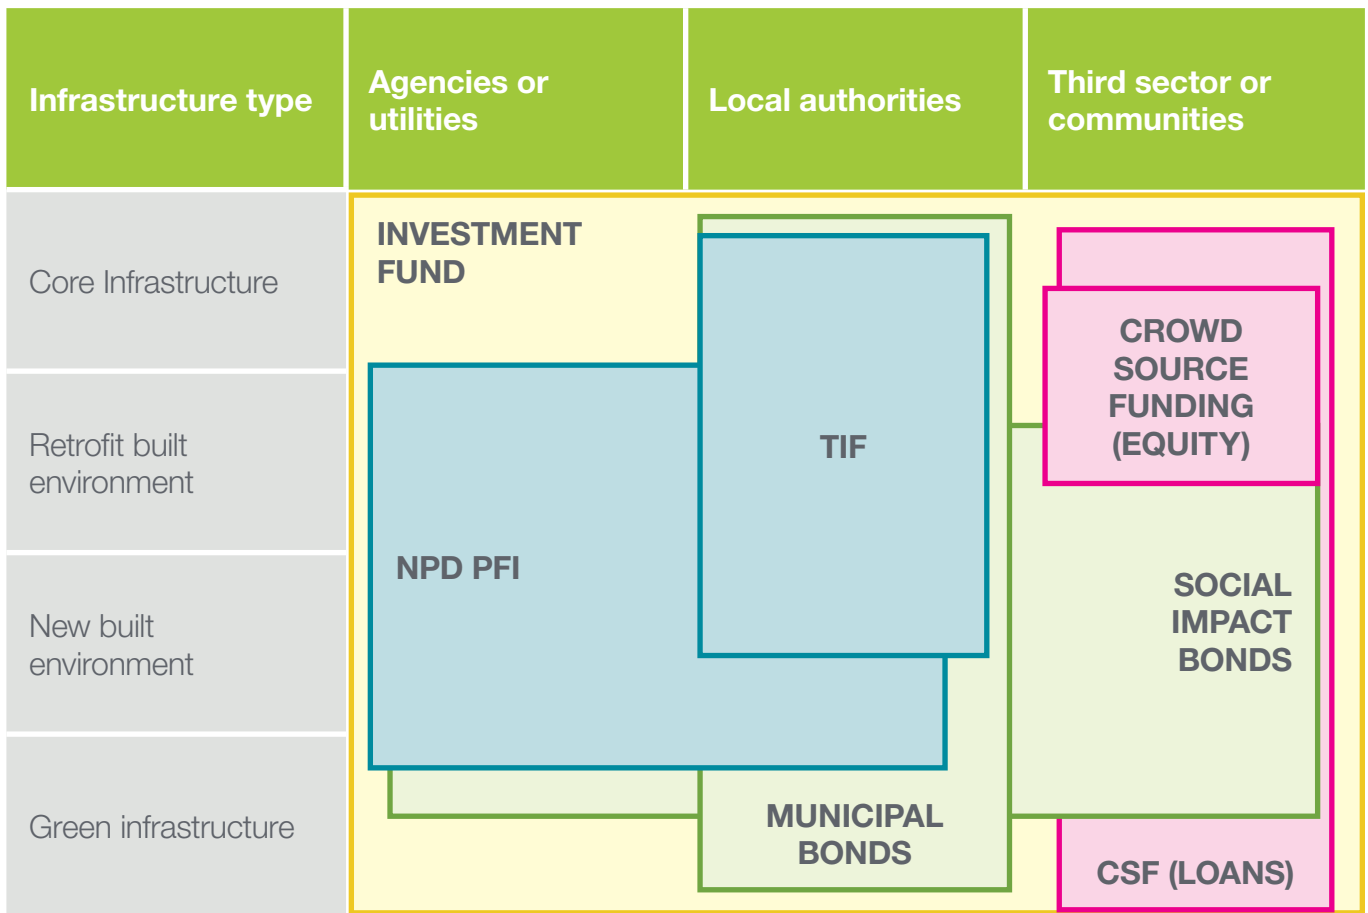 Infrastructure type
Agencies or
utilities
Local authorities
Third sector or
communities
Core Infrastructure
Retrofit built
environment
New built
environment
Green infrastructure
INVESTMENT
FUND
NPD PFI
TIF
MUNICIPAL
BONDS
CROWD
SOURCE
FUNDING
(EQUITY)
SOCIAL
IMPACT
BONDS
CSF (LOANS)